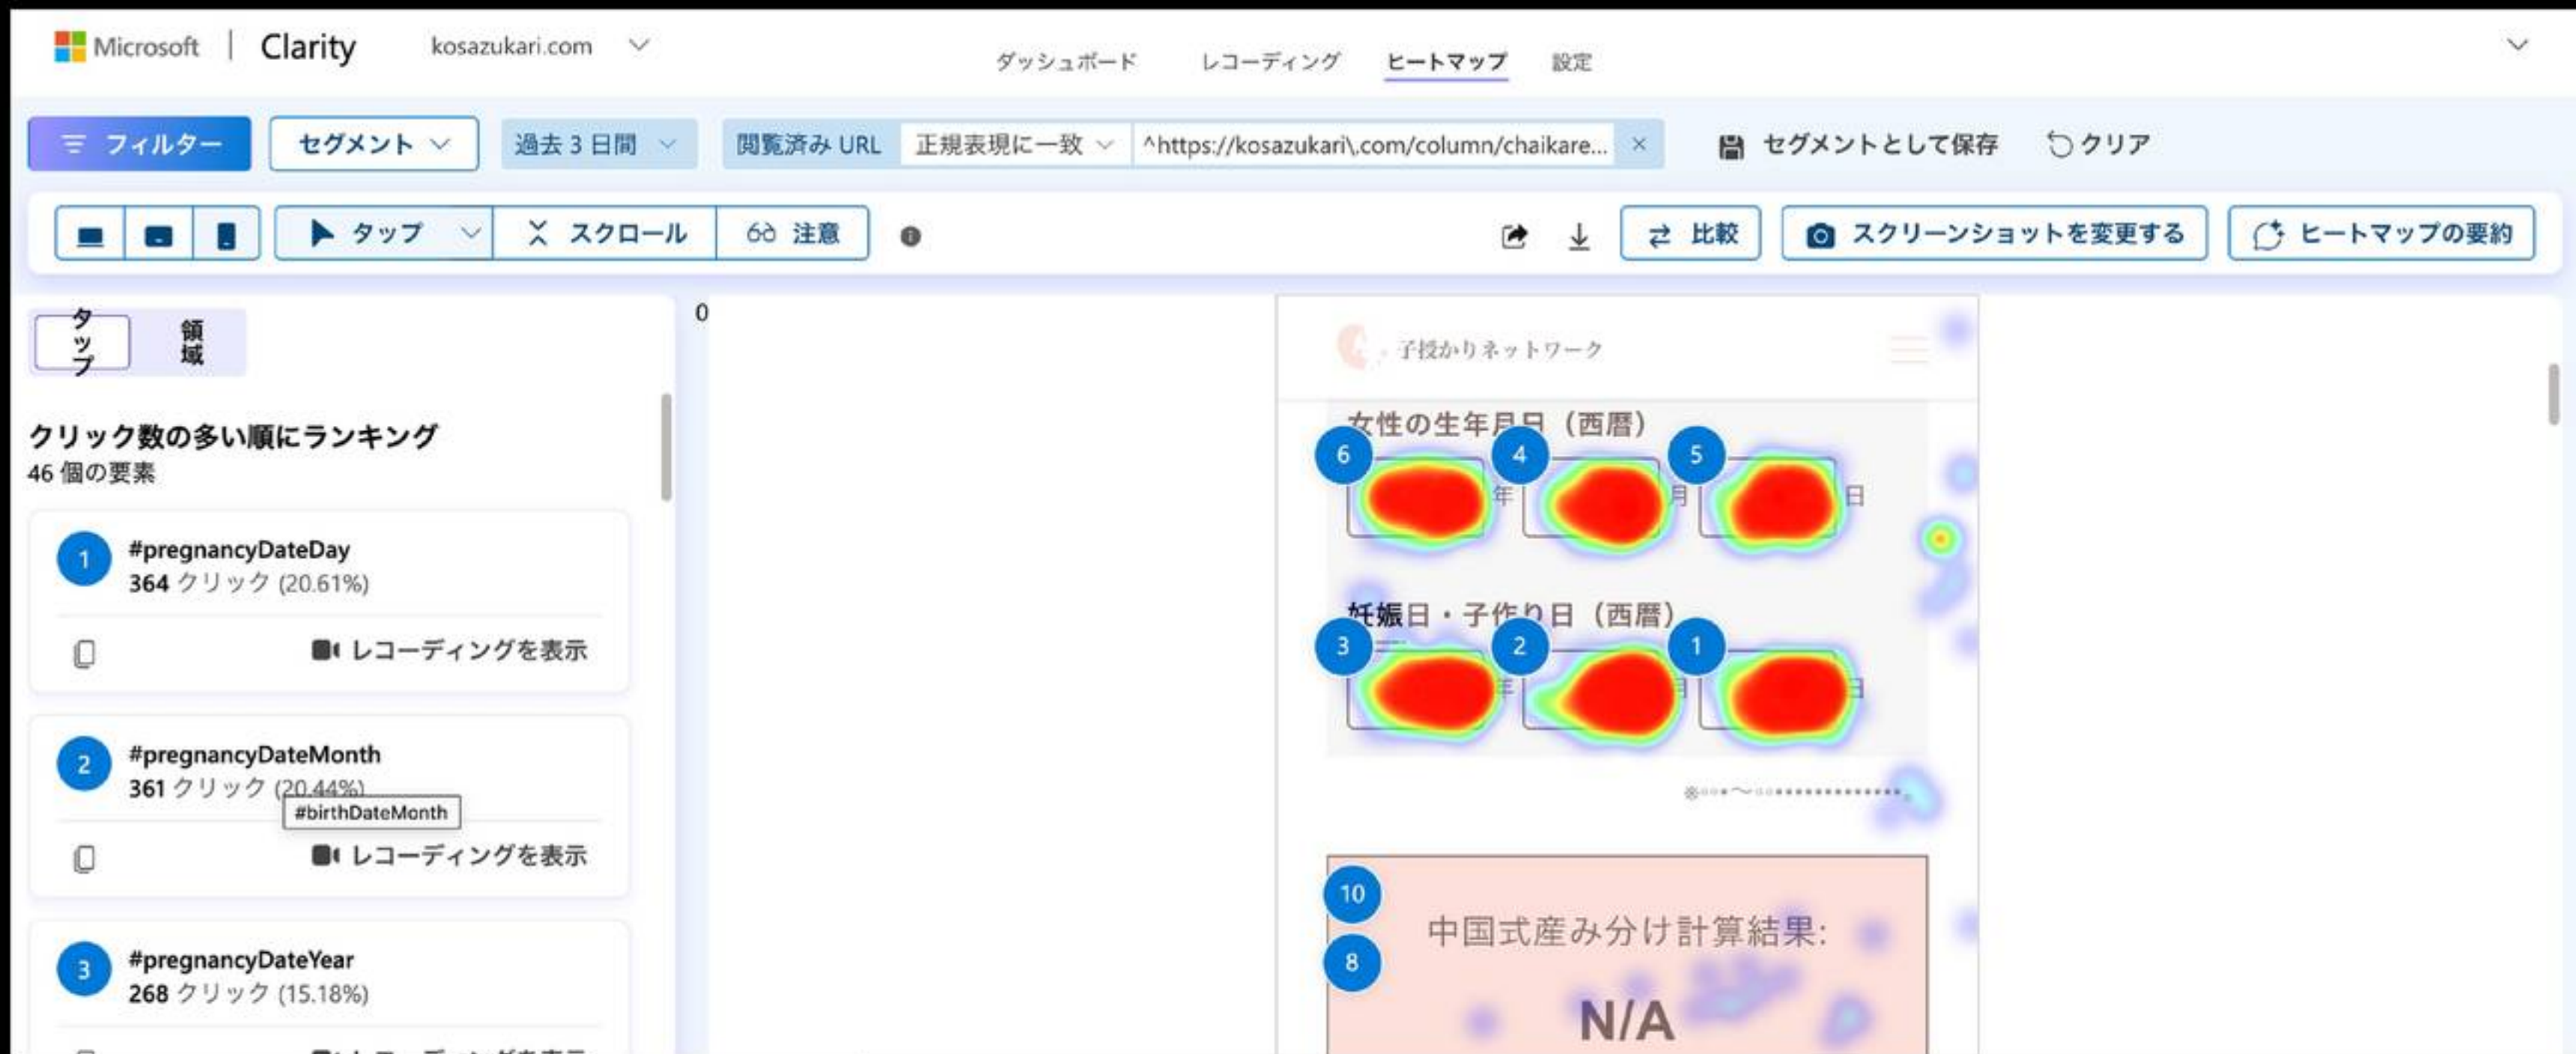 Microsoft | Clarity kosazukari.com
ダッシュボード レコーディング ヒートマップ 設定
フィルター セグメント 過去 3 日間 閲覧済み URL 正規表現に一致 ^https://kosazukari\.com/column/chaikare... × セグメントとして保存 クリア
タップ スクロール 注意 比較 スクリーンショットを変更する ヒートマップの要約
タップ 領域
クリック数の多い順にランキング
46 個の要素
1 #pregnancyDateDay
364 クリック (20.61%)
レコーディングを表示
2 #pregnancyDateMonth
361 クリック (20.44%)
#birthDateMonth
レコーディングを表示
3 #pregnancyDateYear
268 クリック (15.18%)
レコーディングを表示
0
子授かりネットワーク
女性の生年月日（西暦）
6 年 4 月 5 日
妊娠日・子作り日（西暦）
3 年 2 月 1 日
10
中国式産み分け計算結果:
8
N/A